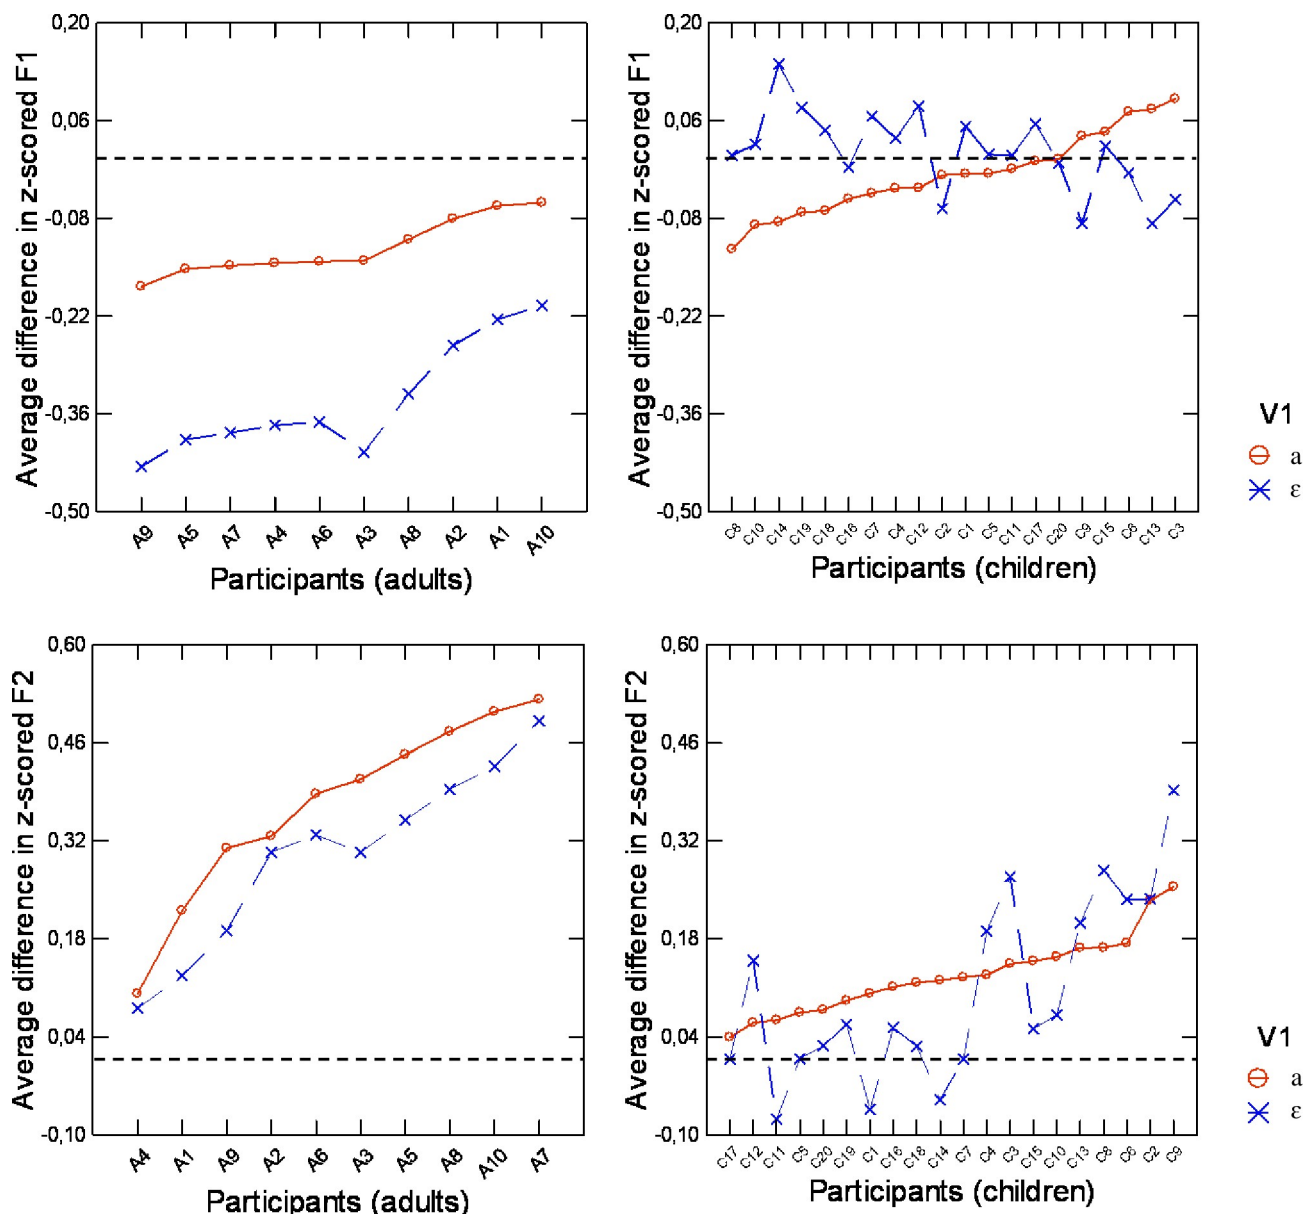 Average difference in z-scored F1
0,20
0,06
-0,08
-0,22
-0,36
-0,50
A9 A5 A7 A4 A6 A3 A8 A2 A1 A10
Participants (adults)
Average difference in z-scored F1
0,20
0,06
-0,08
-0,22
-0,36
-0,50
C10 C14 C19 C18 C16 C7 C4 C12 C2 C1 C5 C11 C17 C20 C9 C15 C13 C3
Participants (children)
V1
a
ε
Average difference in z-scored F2
0,60
0,46
0,32
0,18
0,04
-0,10
A4 A1 A9 A2 A6 A3 A5 A8 A10 A7
Participants (adults)
Average difference in z-scored F2
0,60
0,46
0,32
0,18
0,04
-0,10
C17 C12 C11 C5 C20 C19 C1 C16 C18 C14 C7 C4 C3 C15 C10 C13 C2 C9
Participants (children)
V1
a
ε